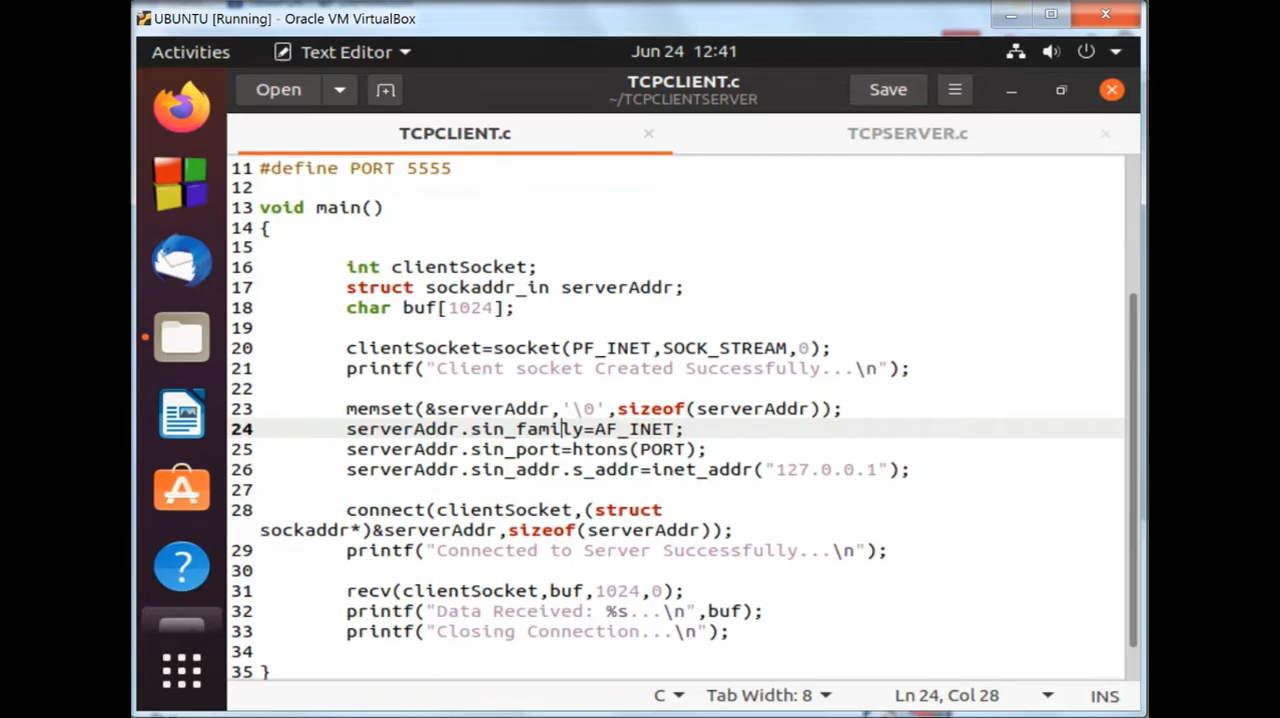 UBUNTU [Running] - Oracle VM VirtualBox
Activities Text Editor Jun 24 12:41
Open TCPCLIENT.c Save
~/TCPCLIENTSERVER
TCPCLIENT.c TCPSERVER.c
11 #define PORT 5555
12
13 void main()
14 {
15
16 int clientSocket;
17 struct sockaddr_in serverAddr;
18 char buf[1024];
19
20 clientSocket=socket(PF_INET,SOCK_STREAM,0);
21 printf("Client socket Created Successfully...\n");
22
23 memset(&serverAddr,'\0',sizeof(serverAddr));
24 serverAddr.sin_family=AF_INET;
25 serverAddr.sin_port=htons(PORT);
26 serverAddr.sin_addr.s_addr=inet_addr("127.0.0.1");
27
28 connect(clientSocket,(struct
sockaddr*)&serverAddr,sizeof(serverAddr));
29 printf("Connected to Server Successfully...\n");
30
31 recv(clientSocket,buf,1024,0);
32 printf("Data Received: %s...\n",buf);
33 printf("Closing Connection...\n");
34
35 }
C Tab Width: 8 Ln 24, Col 28 INS